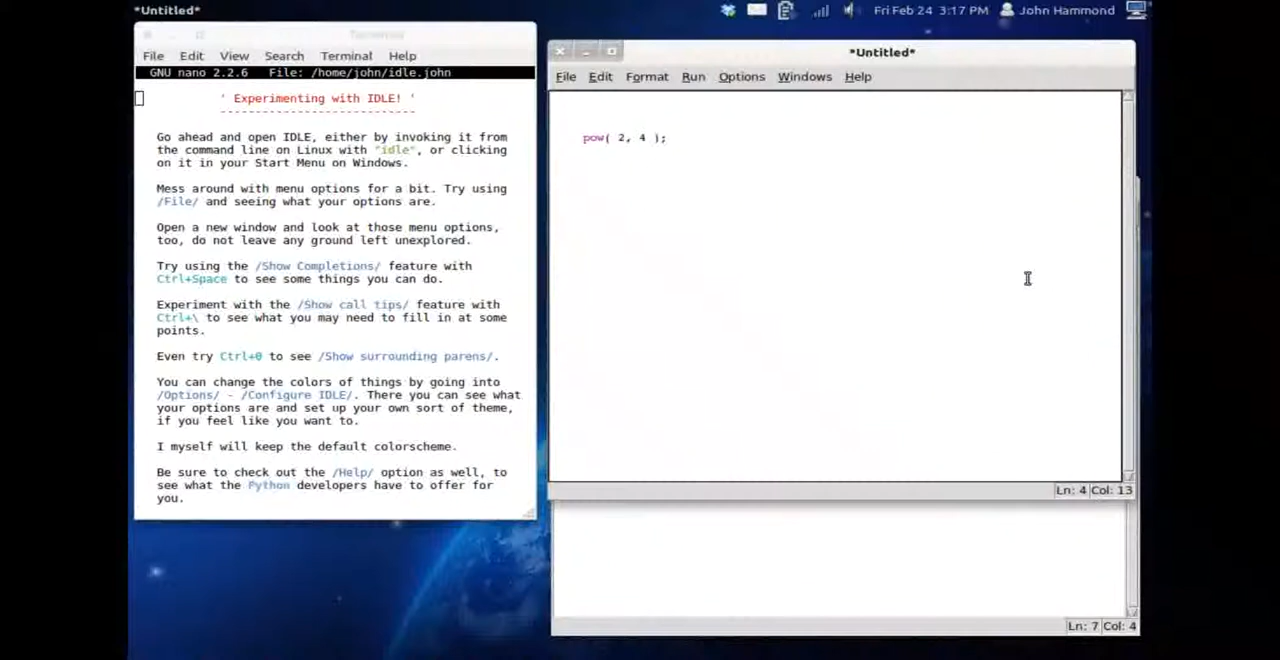 *Untitled*
Fri Feb 24 3:17 PM John Hammond
Terminal
File Edit View Search Terminal Help
GNU nano 2.2.6 File: /home/john/idle.john
' Experimenting with IDLE! '
---------------------------
Go ahead and open IDLE, either by invoking it from
the command line on Linux with "idle", or clicking
on it in your Start Menu on Windows.
Mess around with menu options for a bit. Try using
/File/ and seeing what your options are.
Open a new window and look at those menu options,
too, do not leave any ground left unexplored.
Try using the /Show Completions/ feature with
Ctrl+Space to see some things you can do.
Experiment with the /Show call tips/ feature with
Ctrl+\ to see what you may need to fill in at some
points.
Even try Ctrl+0 to see /Show surrounding parens/.
You can change the colors of things by going into
/Options/ - /Configure IDLE/. There you can see what
your options are and set up your own sort of theme,
if you feel like you want to.
I myself will keep the default colorscheme.
Be sure to check out the /Help/ option as well, to
see what the Python developers have to offer for
you.
*Untitled*
File Edit Format Run Options Windows Help
pow( 2, 4 );
Ln: 4 Col: 13
Ln: 7 Col: 4